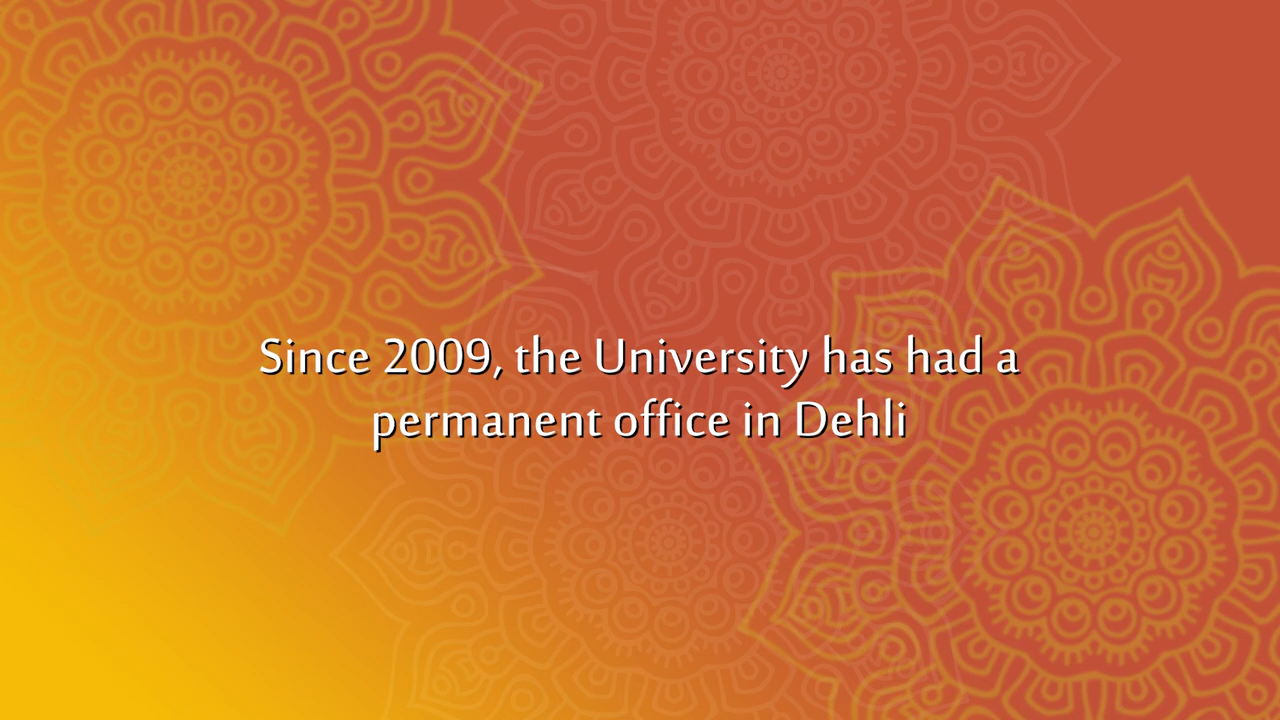 Since 2009, the University has had a
permanent office in Dehli